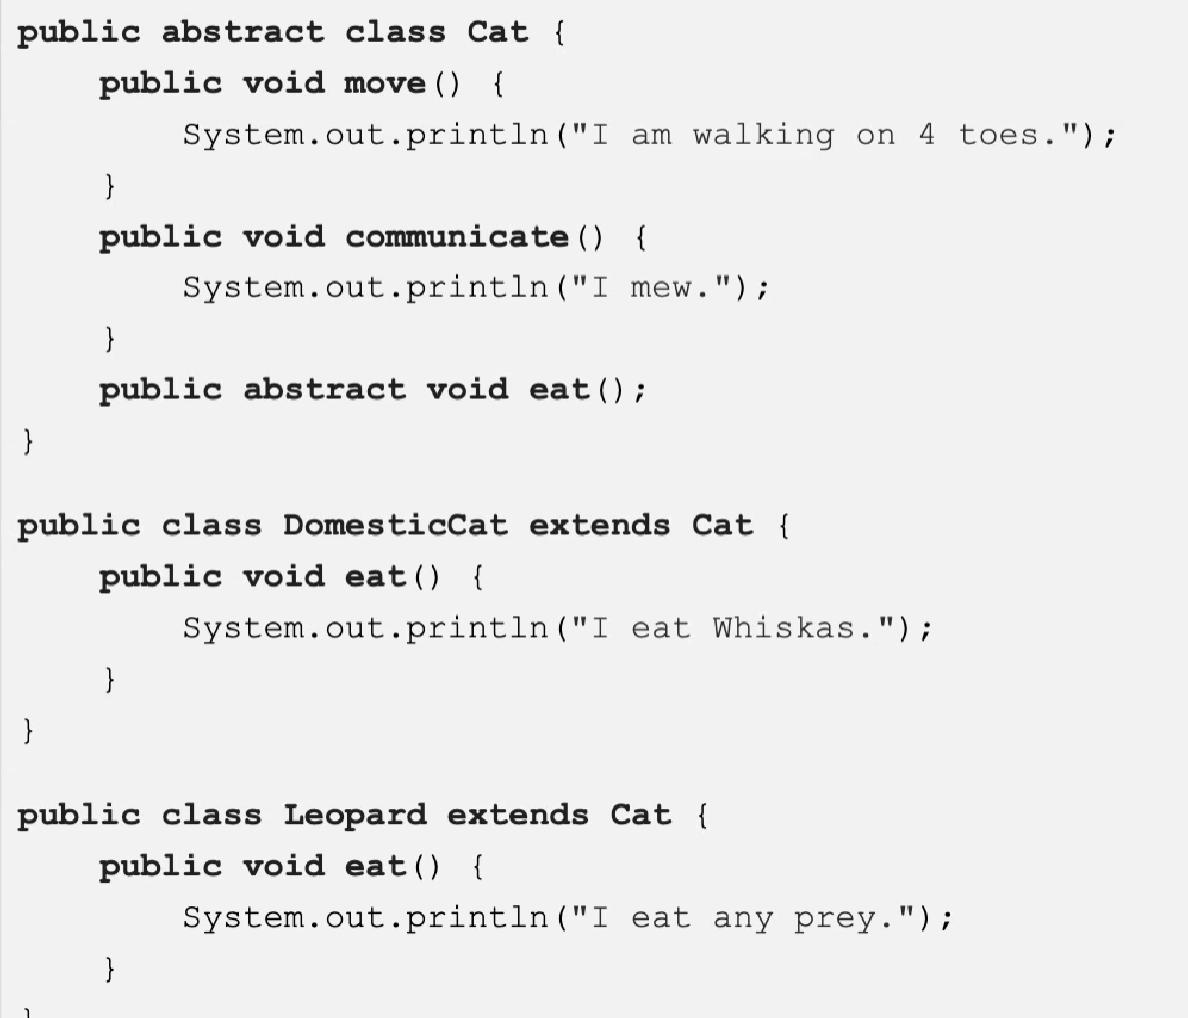 public abstract class Cat {
public void move() {
System.out.println("I am walking on 4 toes.");
}
public void communicate() {
System.out.println("I mew.");
}
public abstract void eat();
}
public class DomesticCat extends Cat {
public void eat() {
System.out.println("I eat Whiskas.");
}
}
public class Leopard extends Cat {
public void eat() {
System.out.println("I eat any prey.");
}
}